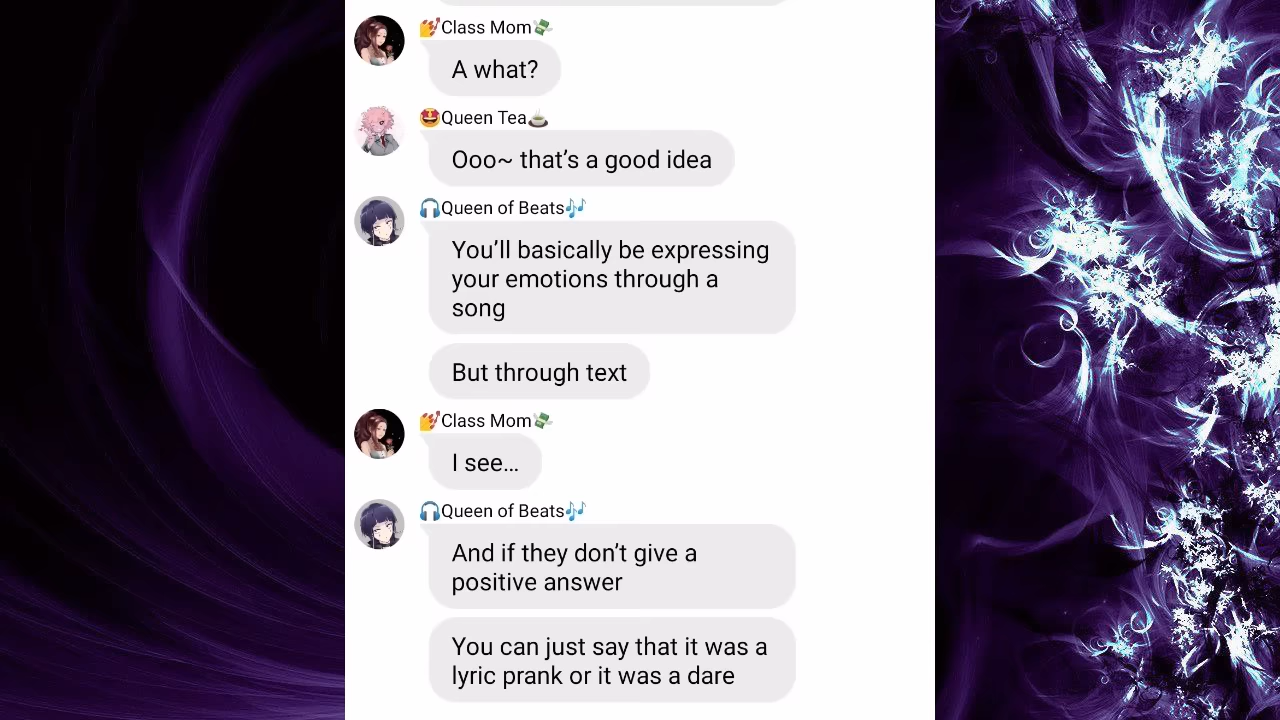 💅Class Mom💸
A what?
🤩Queen Tea☕
Ooo~ that’s a good idea
🎧Queen of Beats🎶
You’ll basically be expressing
your emotions through a
song
But through text
💅Class Mom💸
I see…
🎧Queen of Beats🎶
And if they don’t give a
positive answer
You can just say that it was a
lyric prank or it was a dare